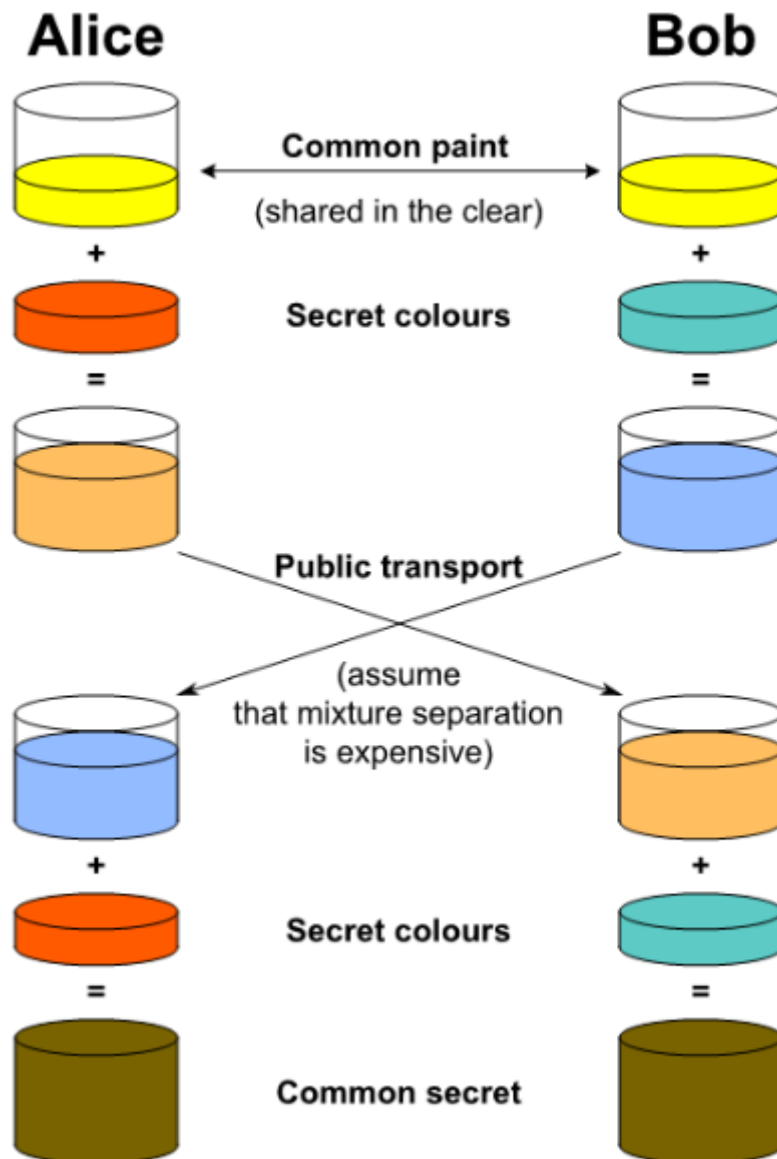 Alice
Bob
Common paint
(shared in the clear)
+
+
Secret colours
=
=
Public transport
(assume
that mixture separation
is expensive)
+
+
Secret colours
=
=
Common secret